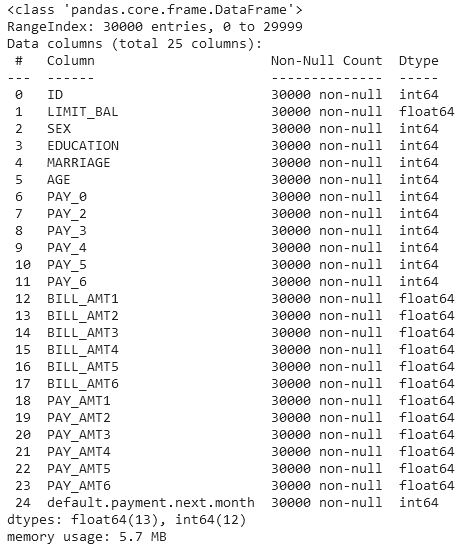 <class 'pandas.core.frame.DataFrame'>
RangeIndex: 30000 entries, 0 to 29999
Data columns (total 25 columns):
 #   Column                      Non-Null Count  Dtype
---  ------                      --------------  -----
 0   ID                          30000 non-null  int64
 1   LIMIT_BAL                   30000 non-null  float64
 2   SEX                         30000 non-null  int64
 3   EDUCATION                   30000 non-null  int64
 4   MARRIAGE                    30000 non-null  int64
 5   AGE                         30000 non-null  int64
 6   PAY_0                       30000 non-null  int64
 7   PAY_2                       30000 non-null  int64
 8   PAY_3                       30000 non-null  int64
 9   PAY_4                       30000 non-null  int64
 10  PAY_5                       30000 non-null  int64
 11  PAY_6                       30000 non-null  int64
 12  BILL_AMT1                   30000 non-null  float64
 13  BILL_AMT2                   30000 non-null  float64
 14  BILL_AMT3                   30000 non-null  float64
 15  BILL_AMT4                   30000 non-null  float64
 16  BILL_AMT5                   30000 non-null  float64
 17  BILL_AMT6                   30000 non-null  float64
 18  PAY_AMT1                    30000 non-null  float64
 19  PAY_AMT2                    30000 non-null  float64
 20  PAY_AMT3                    30000 non-null  float64
 21  PAY_AMT4                    30000 non-null  float64
 22  PAY_AMT5                    30000 non-null  float64
 23  PAY_AMT6                    30000 non-null  float64
 24  default.payment.next.month  30000 non-null  int64
dtypes: float64(13), int64(12)
memory usage: 5.7 MB